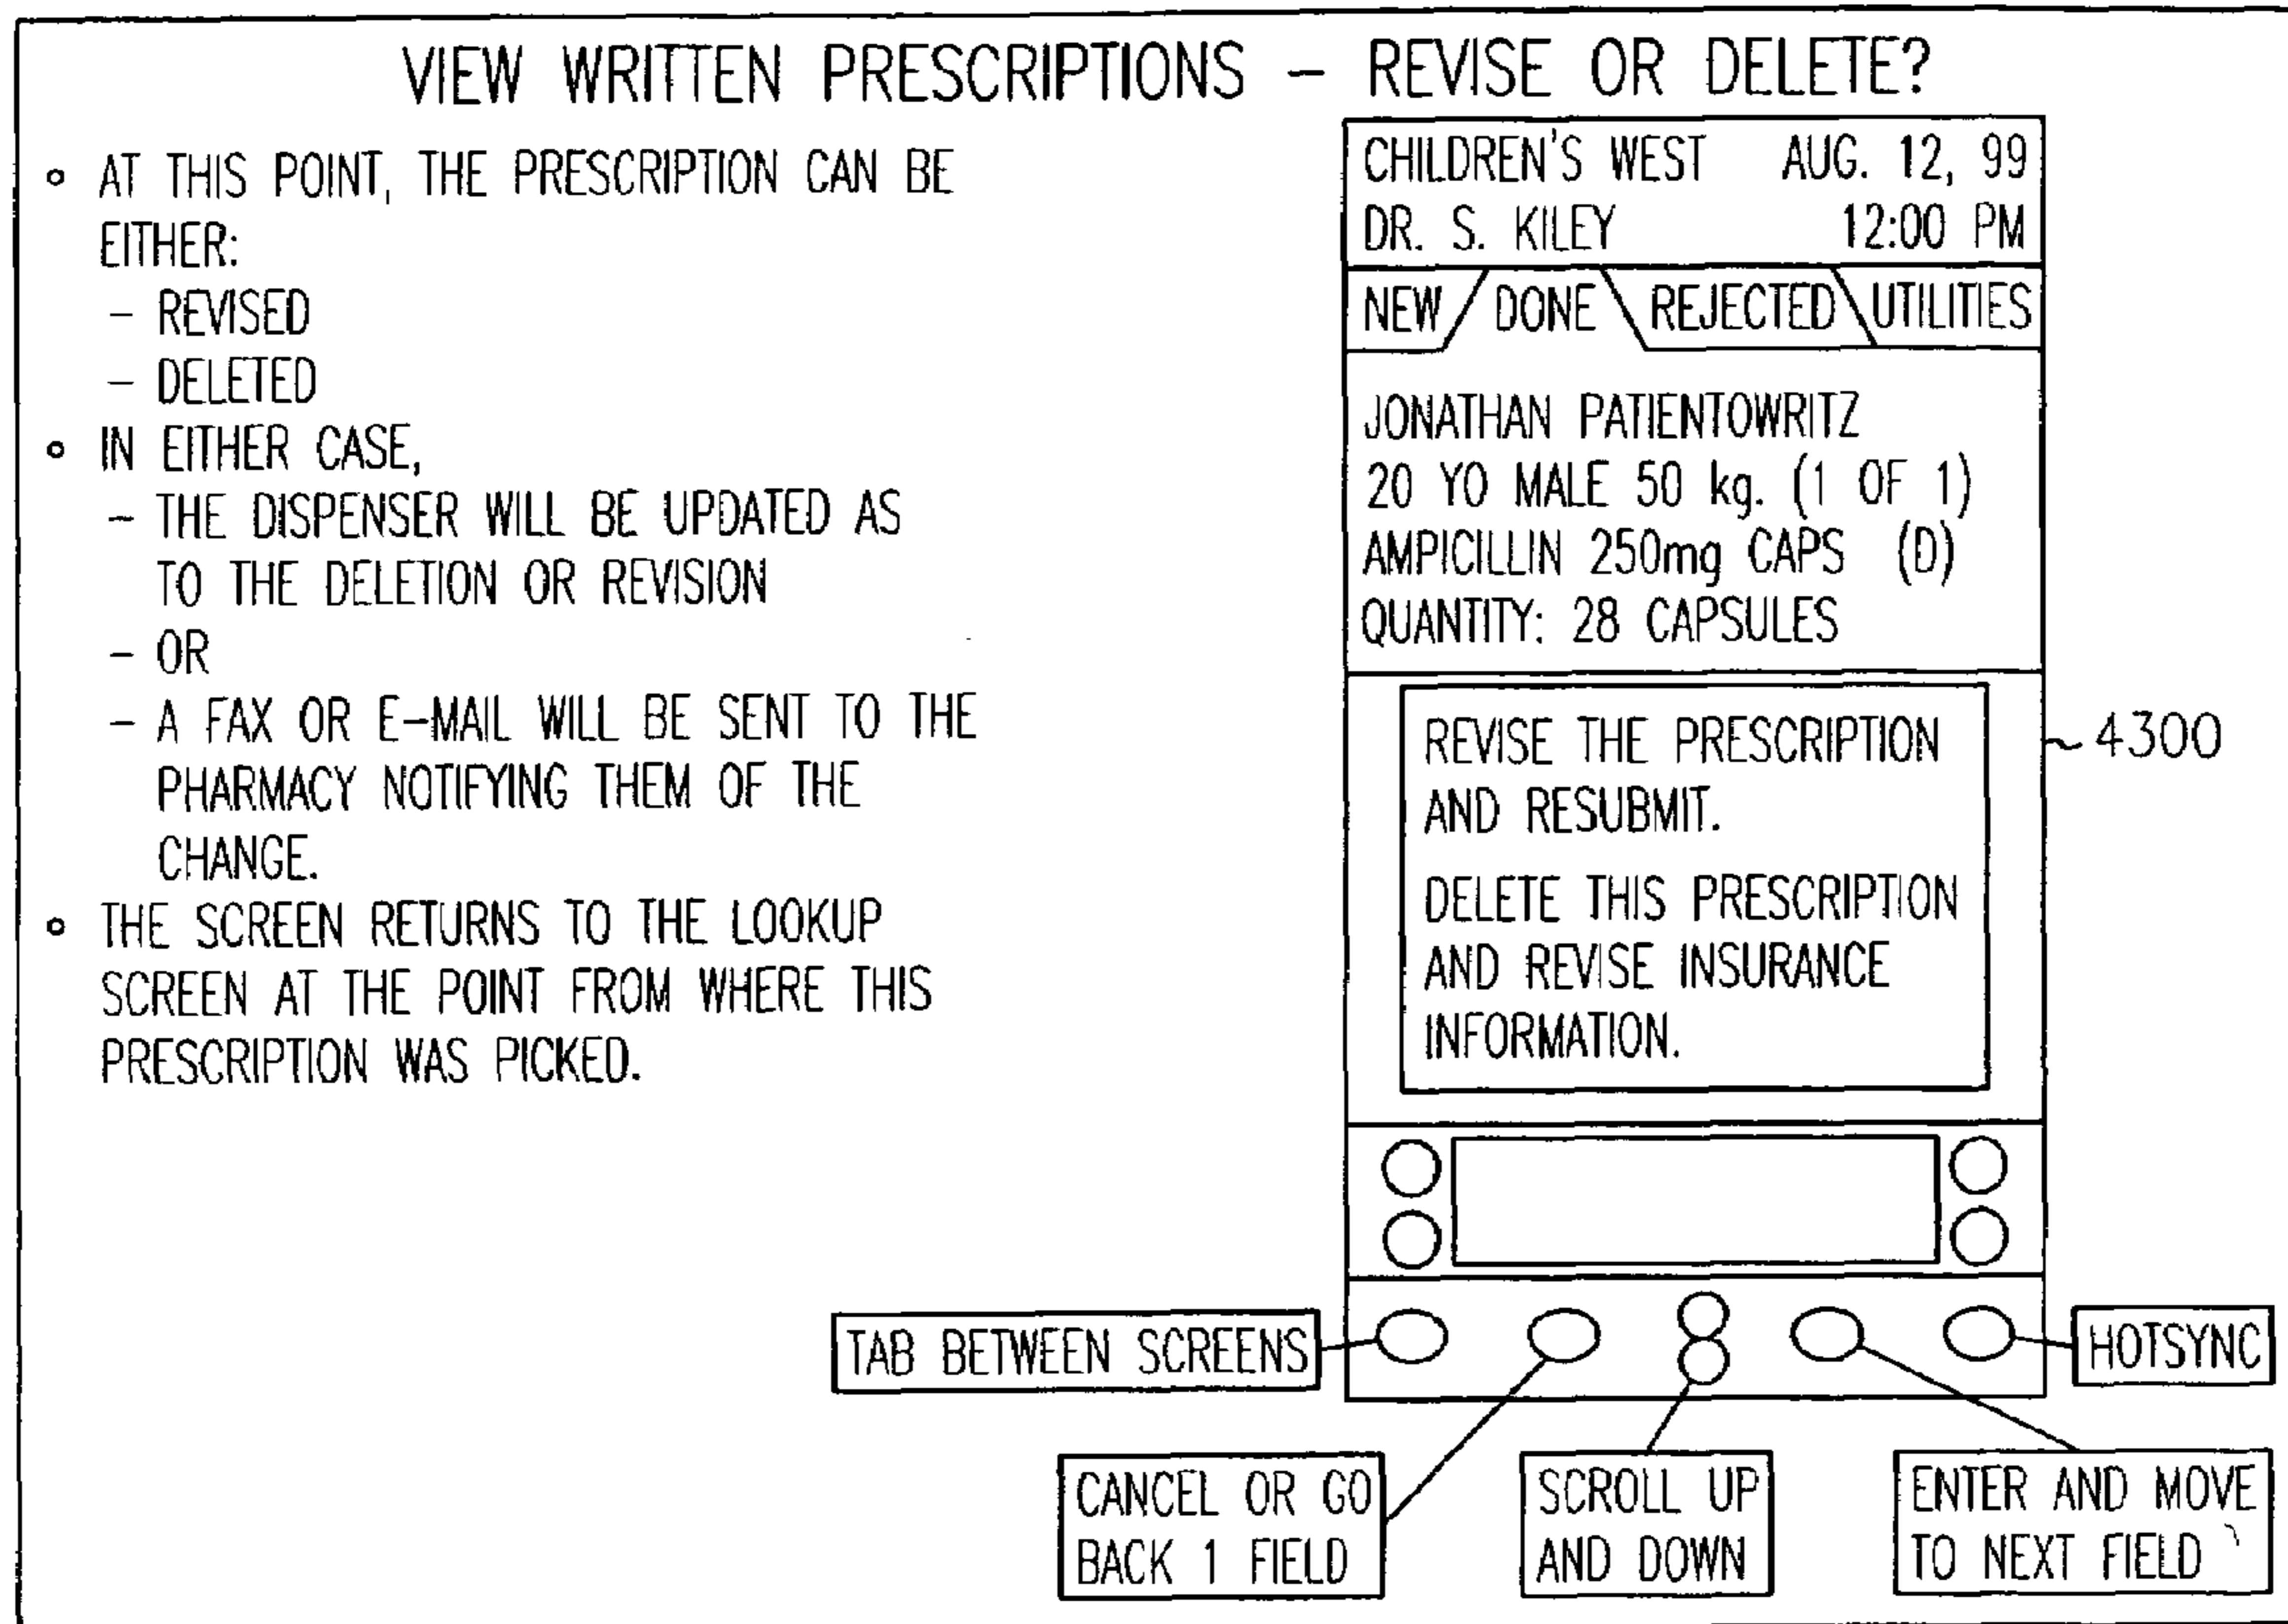 VIEW WRITTEN PRESCRIPTIONS – REVISE OR DELETE?
◦ AT THIS POINT, THE PRESCRIPTION CAN BE
EITHER:
– REVISED
– DELETED
◦ IN EITHER CASE,
– THE DISPENSER WILL BE UPDATED AS
TO THE DELETION OR REVISION
– OR
– A FAX OR E–MAIL WILL BE SENT TO THE
PHARMACY NOTIFYING THEM OF THE
CHANGE.
◦ THE SCREEN RETURNS TO THE LOOKUP
SCREEN AT THE POINT FROM WHERE THIS
PRESCRIPTION WAS PICKED.
CHILDREN'S WEST AUG. 12, 99
DR. S. KILEY 12:00 PM
NEW DONE REJECTED UTILITIES
JONATHAN PATIENTOWRITZ
20 YO MALE 50 kg. (1 OF 1)
AMPICILLIN 250mg CAPS (D)
QUANTITY: 28 CAPSULES
REVISE THE PRESCRIPTION
AND RESUBMIT.
DELETE THIS PRESCRIPTION
AND REVISE INSURANCE
INFORMATION.
4300
TAB BETWEEN SCREENS
HOTSYNC
CANCEL OR GO
BACK 1 FIELD
SCROLL UP
AND DOWN
ENTER AND MOVE
TO NEXT FIELD